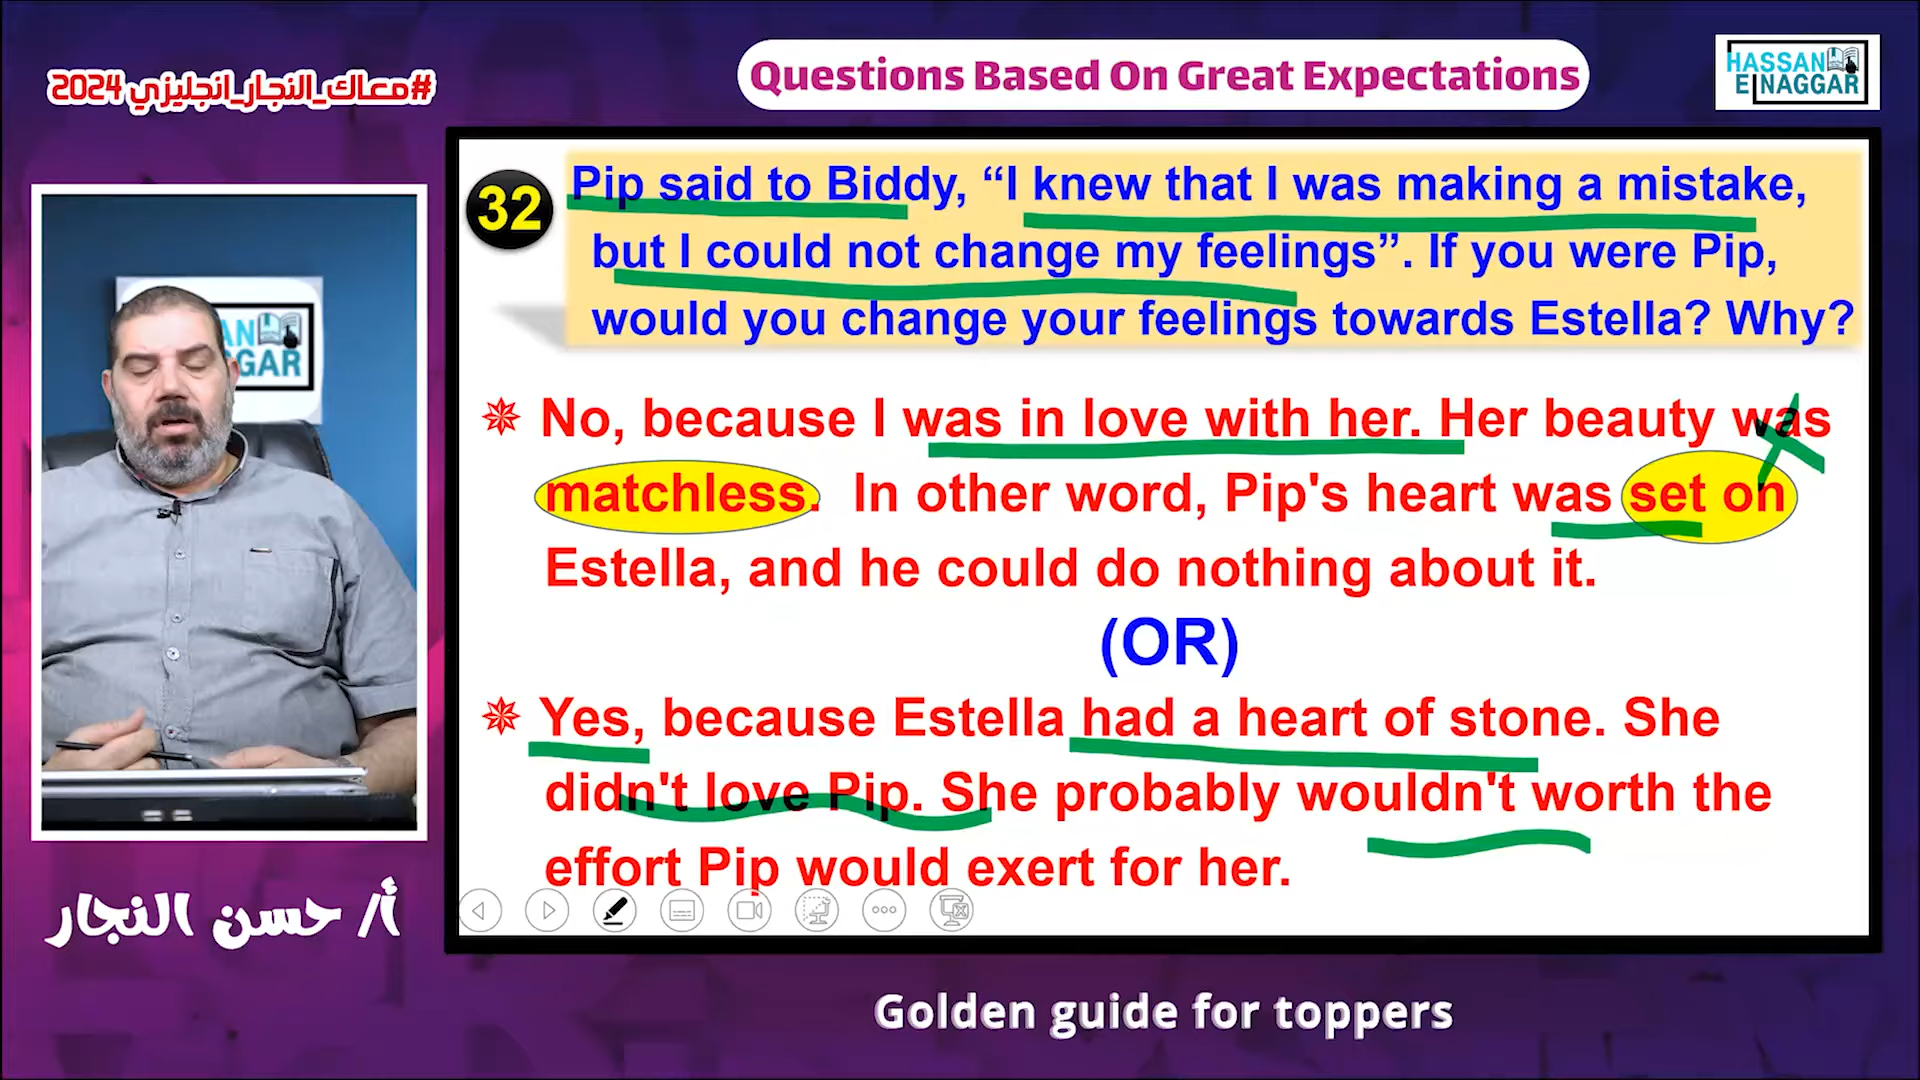 #معاك_النجار_انجليزي 2024
Questions Based On Great Expectations
HASSAN
ELNAGGAR
32
Pip said to Biddy, “I knew that I was making a mistake,
but I could not change my feelings”. If you were Pip,
would you change your feelings towards Estella? Why?
No, because I was in love with her. Her beauty was
matchless. In other word, Pip's heart was set on
Estella, and he could do nothing about it.
(OR)
Yes, because Estella had a heart of stone. She
didn't love Pip. She probably wouldn't worth the
effort Pip would exert for her.
أ/ حسن النجار
Golden guide for toppers